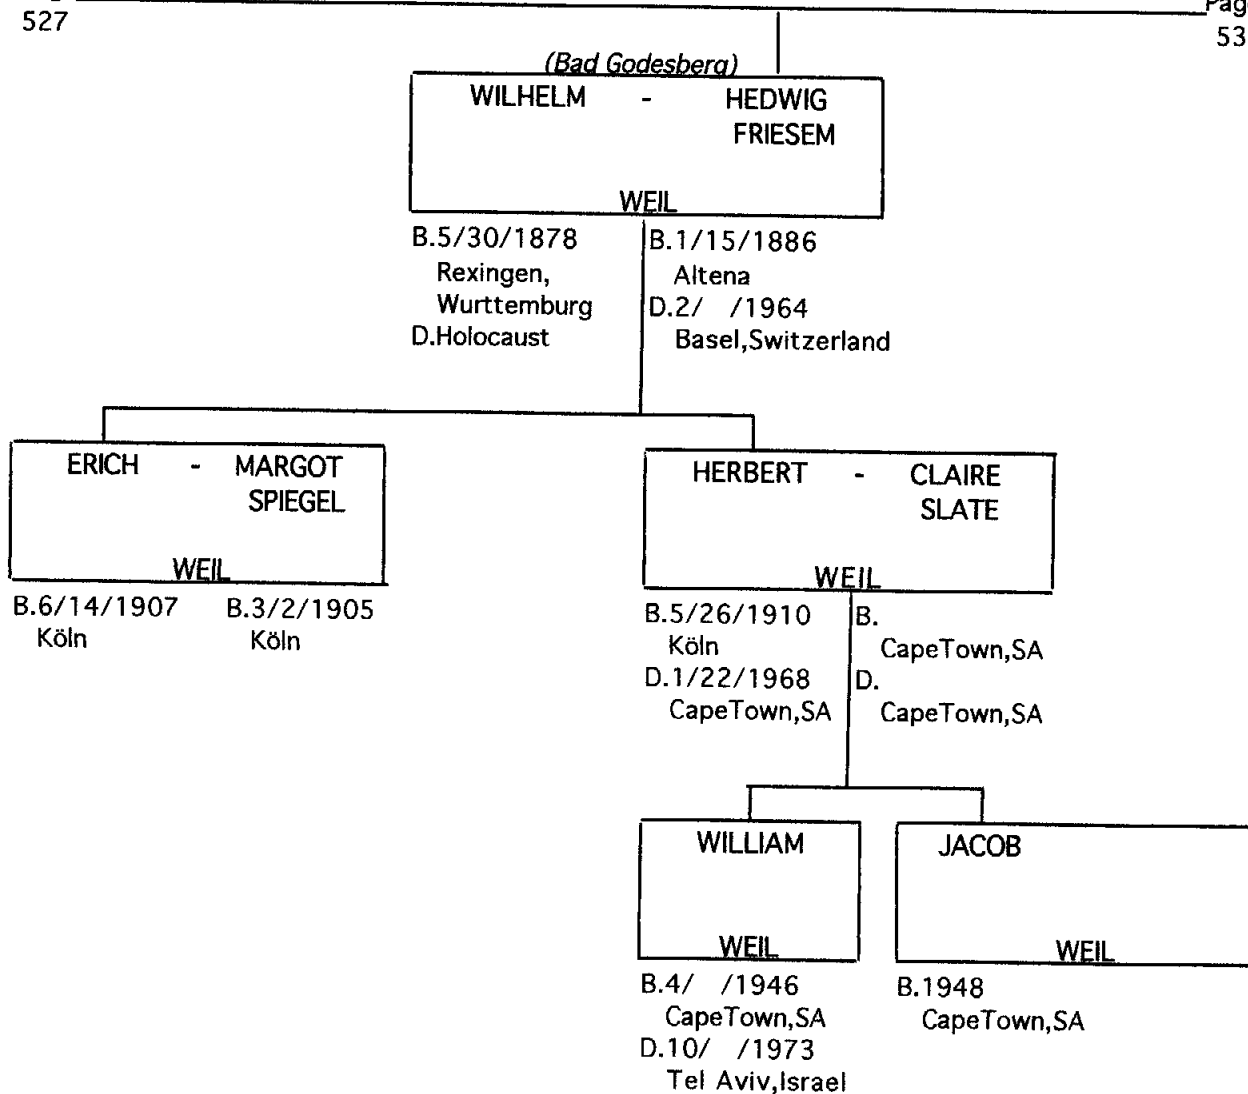 Pag
527
53
(Bad Godesberg)
WILHELM - HEDWIG
FRIESEM
WEIL
B.5/30/1878
Rexingen,
Wurttemburg
D.Holocaust
B.1/15/1886
Altena
D.2/ /1964
Basel,Switzerland
ERICH - MARGOT
SPIEGEL
WEIL
B.6/14/1907
Köln
B.3/2/1905
Köln
HERBERT - CLAIRE
SLATE
WEIL
B.5/26/1910
Köln
D.1/22/1968
CapeTown,SA
B.
CapeTown,SA
D.
CapeTown,SA
WILLIAM
WEIL
B.4/ /1946
CapeTown,SA
D.10/ /1973
Tel Aviv,Israel
JACOB
WEIL
B.1948
CapeTown,SA